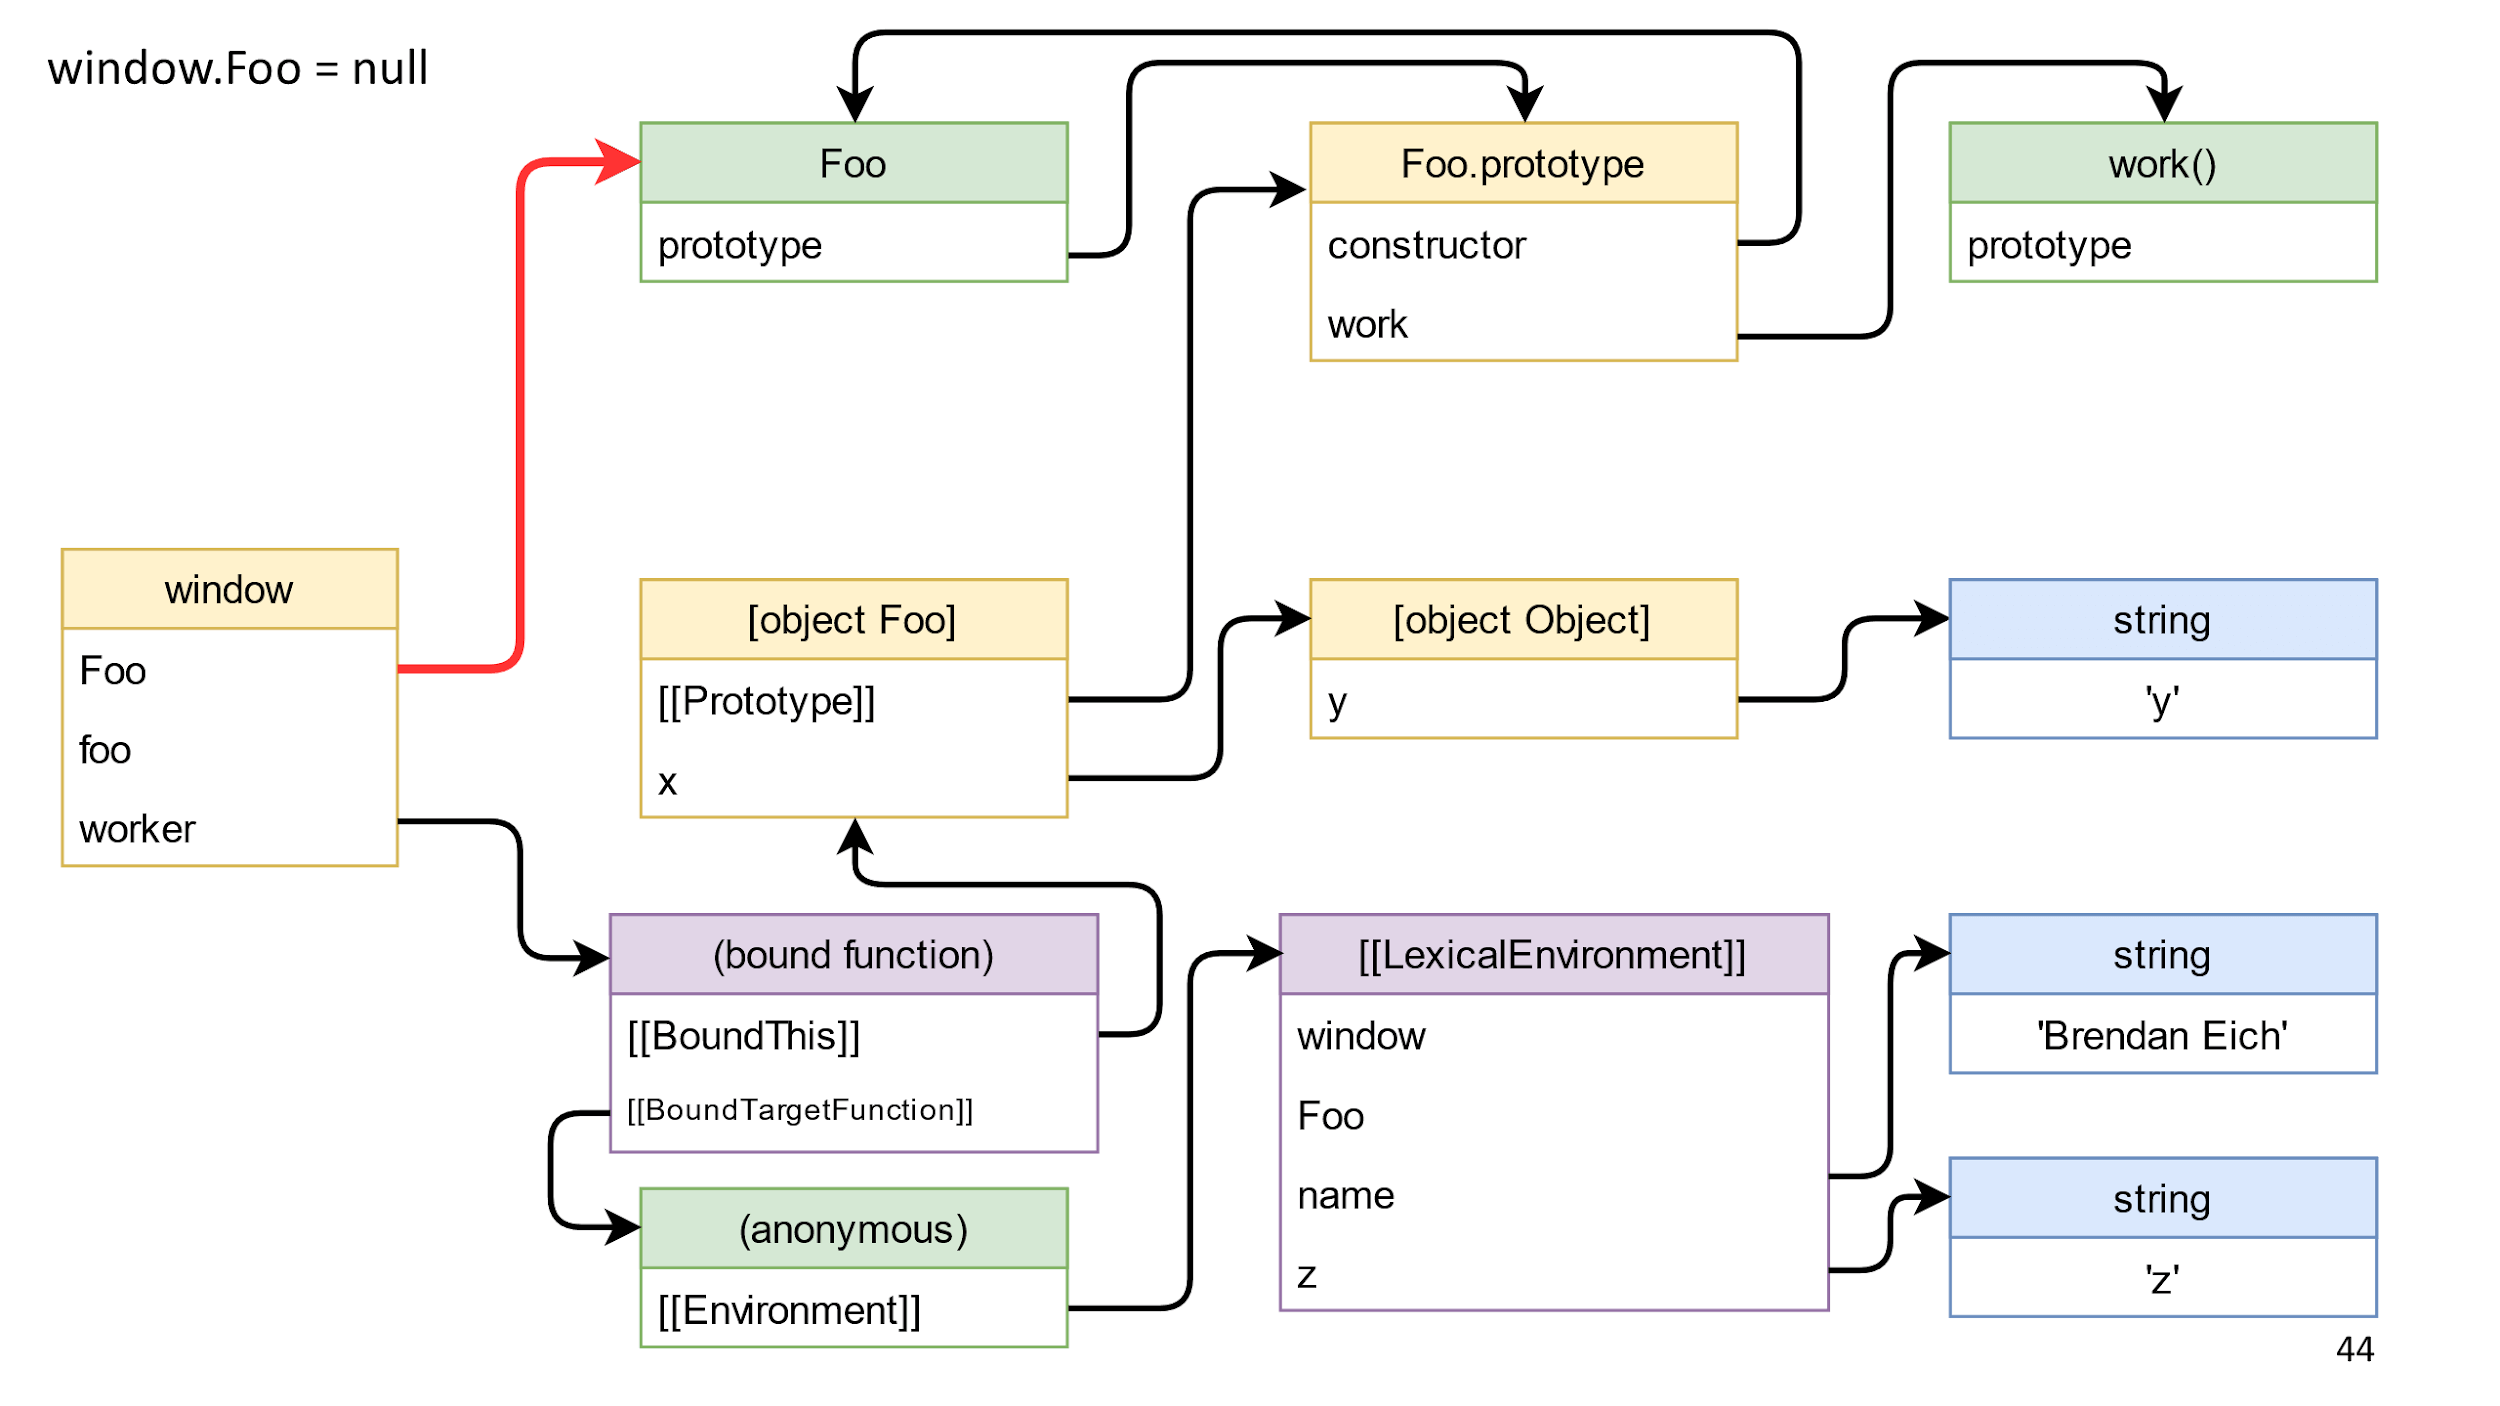 window.Foo = null
Foo
prototype
Foo.prototype
constructor
work
work()
prototype
window
Foo
foo
worker
[object Foo]
[[Prototype]]
x
[object Object]
y
string
'y'
(bound function)
[[BoundThis]]
[[BoundTargetFunction]]
(anonymous)
[[Environment]]
[[LexicalEnvironment]]
window
Foo
name
z
string
'Brendan Eich'
string
'z'
44